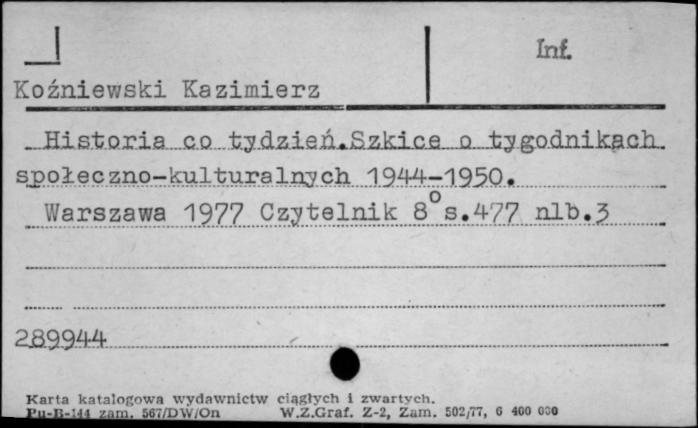 Inf.
Koźniewski Kazimierz
Historia co tydzień.Szkice o tygodnikach
społeczno-kulturalnych 1944-1950.
Warszawa 1977 Czytelnik 8° s.477 nlb.3
289944
Karta katalogowa wydawnictw ciągłych i zwartych.
Pu-B-144 zam. 567/DW/On W.Z.Graf. Z-2, Zam. 502/77, 6 400 000